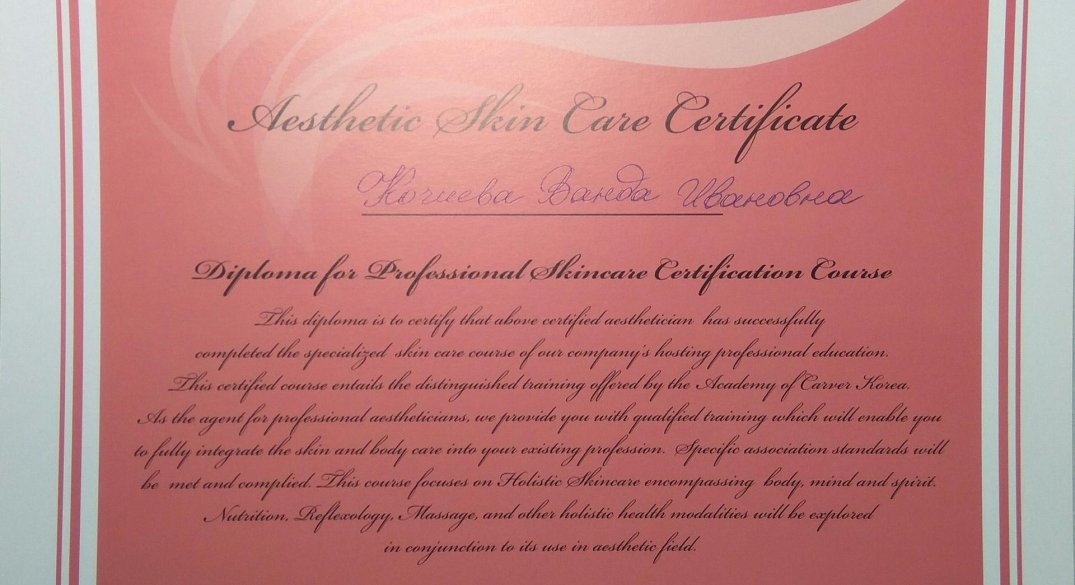 Aesthetic Skin Care Certificate
Кочиева Ванда Ивановна
Diploma for Professional Skincare Certification Course
This diploma is to certify that above certified aesthetician has successfully
completed the specialized skin care course of our company's hosting professional education.
This certified course entails the distinguished training offered by the Academy of Carver Korea.
As the agent for professional aestheticians, we provide you with qualified training which will enable you
to fully integrate the skin and body care into your existing profession. Specific association standards will
be met and complied. This course focuses on Holistic Skincare encompassing body, mind and spirit.
Nutrition, Reflexology, Massage, and other holistic health modalities will be explored
in conjunction to its use in aesthetic field.